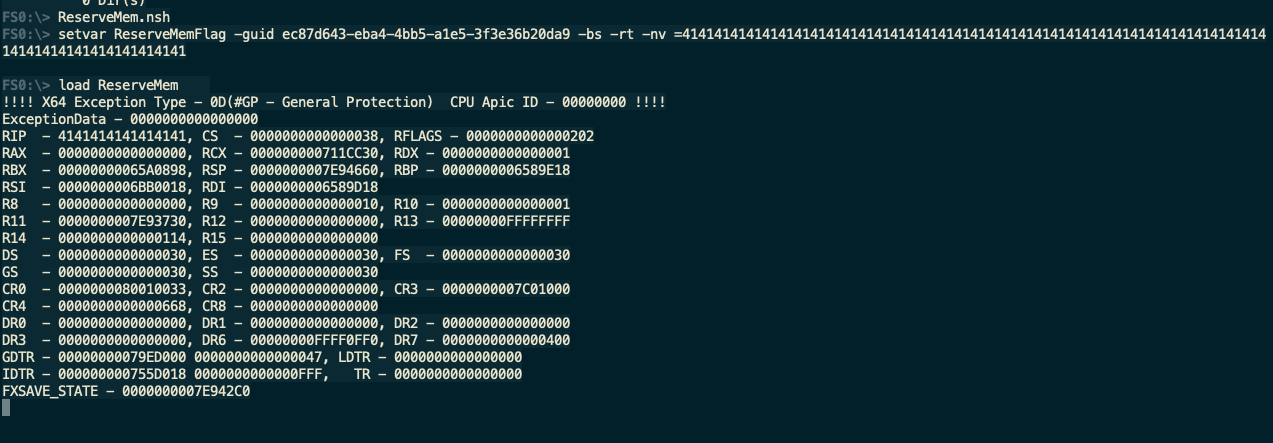 0 Dir(s)
FS0:\> ReserveMem.nsh
FS0:\> setvar ReserveMemFlag -guid ec87d643-eba4-4bb5-a1e5-3f3e36b20da9 -bs -rt -nv =4141414141414141414141414141414141414141414141414141414141414141414141414
14141414141414141414141
FS0:\> load ReserveMem
!!!! X64 Exception Type - 0D(#GP - General Protection)  CPU Apic ID - 00000000 !!!!
ExceptionData - 0000000000000000
RIP  - 4141414141414141, CS  - 0000000000000038, RFLAGS - 0000000000000202
RAX  - 0000000000000000, RCX - 000000000711CC30, RDX - 0000000000000001
RBX  - 00000000065A0898, RSP - 0000000007E94660, RBP - 0000000006589E18
RSI  - 0000000006BB0018, RDI - 0000000006589D18
R8   - 0000000000000000, R9  - 0000000000000010, R10 - 0000000000000001
R11  - 0000000007E93730, R12 - 0000000000000000, R13 - 00000000FFFFFFFF
R14  - 0000000000000114, R15 - 0000000000000000
DS   - 0000000000000030, ES  - 0000000000000030, FS  - 0000000000000030
GS   - 0000000000000030, SS  - 0000000000000030
CR0  - 0000000080010033, CR2 - 0000000000000000, CR3 - 0000000007C01000
CR4  - 0000000000000668, CR8 - 0000000000000000
DR0  - 0000000000000000, DR1 - 0000000000000000, DR2 - 0000000000000000
DR3  - 0000000000000000, DR6 - 00000000FFFF0FF0, DR7 - 0000000000000400
GDTR - 00000000079ED000 0000000000000047, LDTR - 0000000000000000
IDTR - 000000000755D018 0000000000000FFF,   TR - 0000000000000000
FXSAVE_STATE - 0000000007E942C0